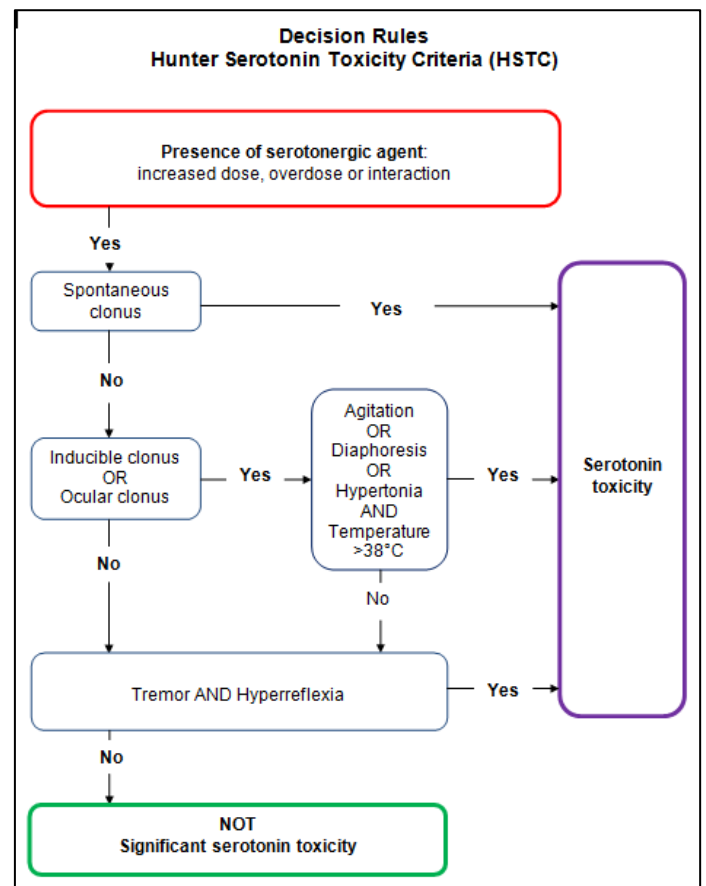 Decision Rules
Hunter Serotonin Toxicity Criteria (HSTC)
Presence of serotonergic agent:
increased dose, overdose or interaction
Yes
Spontaneous
clonus
Yes
No
Inducible clonus
OR
Ocular clonus
Yes
Agitation
OR
Diaphoresis
OR
Hypertonia
AND
Temperature
>38°C
Yes
Serotonin
toxicity
No
No
Tremor AND Hyperreflexia
Yes
No
NOT
Significant serotonin toxicity